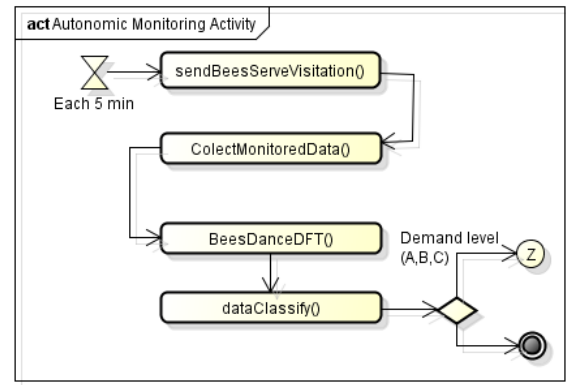 act Autonomic Monitoring Activity
sendBeesServeVisitation()
Each 5 min
ColectMonitoredData()
BeesDanceDFT()
Demand level
(A,B,C)
Z
dataClassify()